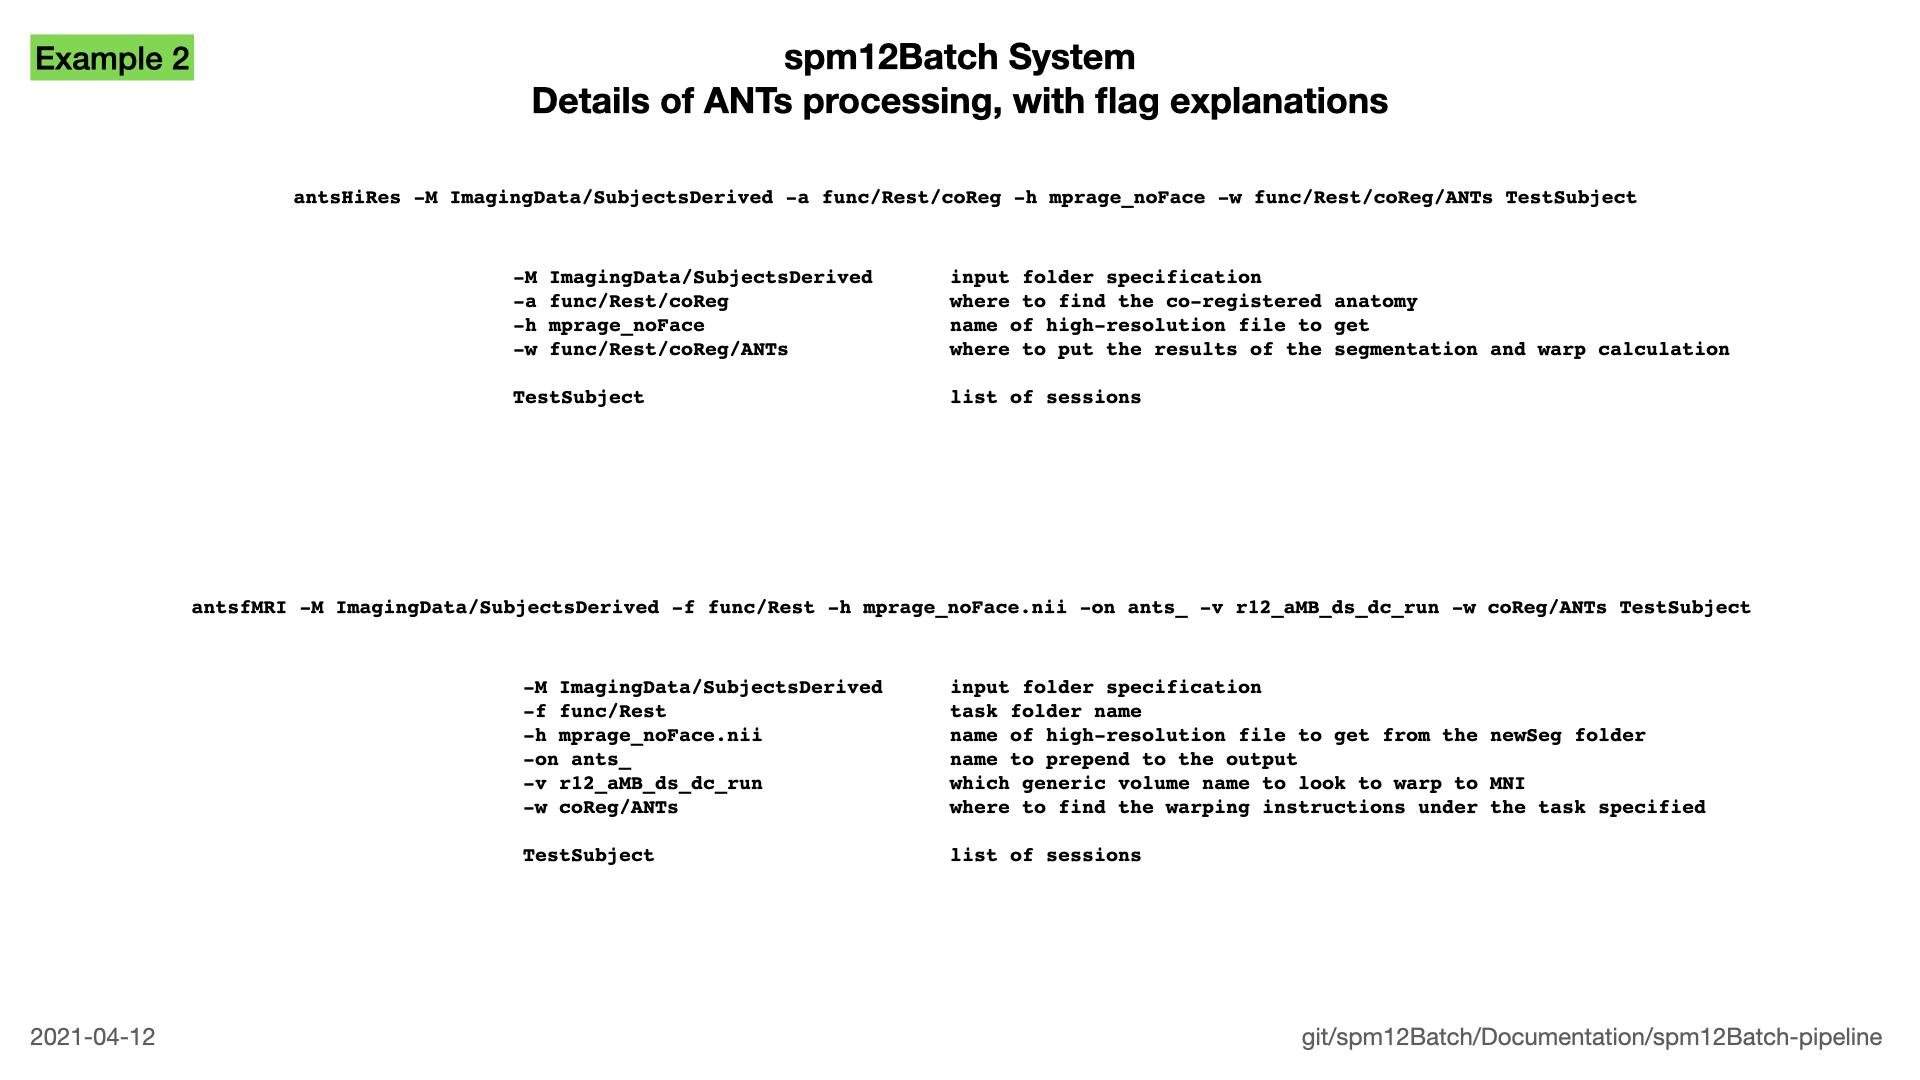 Example 2
spm12Batch System
Details of ANTs processing, with flag explanations
antsHiRes -M ImagingData/SubjectsDerived -a func/Rest/coReg -h mprage_noFace -w func/Rest/coReg/ANTs TestSubject
-M ImagingData/SubjectsDerived input folder specification
-a func/Rest/coReg where to find the co-registered anatomy
-h mprage_noFace name of high-resolution file to get
-w func/Rest/coReg/ANTs where to put the results of the segmentation and warp calculation
TestSubject list of sessions
antsfMRI -M ImagingData/SubjectsDerived -f func/Rest -h mprage_noFace.nii -on ants_ -v r12_aMB_ds_dc_run -w coReg/ANTs TestSubject
-M ImagingData/SubjectsDerived input folder specification
-f func/Rest task folder name
-h mprage_noFace.nii name of high-resolution file to get from the newSeg folder
-on ants_ name to prepend to the output
-v r12_aMB_ds_dc_run which generic volume name to look to warp to MNI
-w coReg/ANTs where to find the warping instructions under the task specified
TestSubject list of sessions
2021-04-12
git/spm12Batch/Documentation/spm12Batch-pipeline